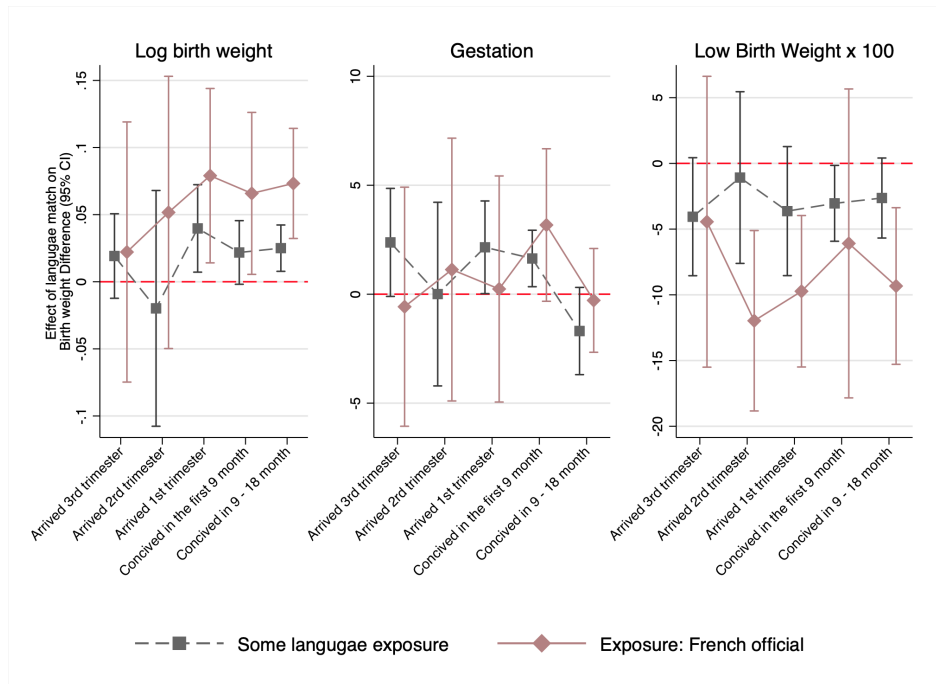 Log birth weight
Gestation
Low Birth Weight x 100
Effect of langugae match on
Birth weight Difference (95% CI)
.15
.1
.05
0
-.05
-.1
10
5
0
-5
5
0
-5
-10
-15
-20
Arrived 3rd trimester
Arrived 2rd trimester
Arrived 1st trimester
Concived in the first 9 month
Concived in 9 - 18 month
Arrived 3rd trimester
Arrived 2rd trimester
Arrived 1st trimester
Concived in the first 9 month
Concived in 9 - 18 month
Arrived 3rd trimester
Arrived 2rd trimester
Arrived 1st trimester
Concived in the first 9 month
Concived in 9 - 18 month
Some langugae exposure
Exposure: French official